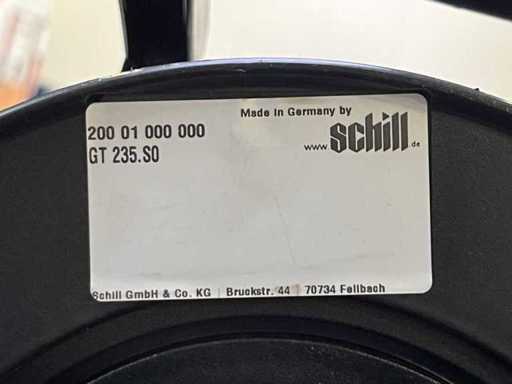 Made in Germany by
200 01 000 000
www.schill.de
GT 235.SO
Schill GmbH & Co. KG | Bruckstr. 44 | 70734 Fellbach